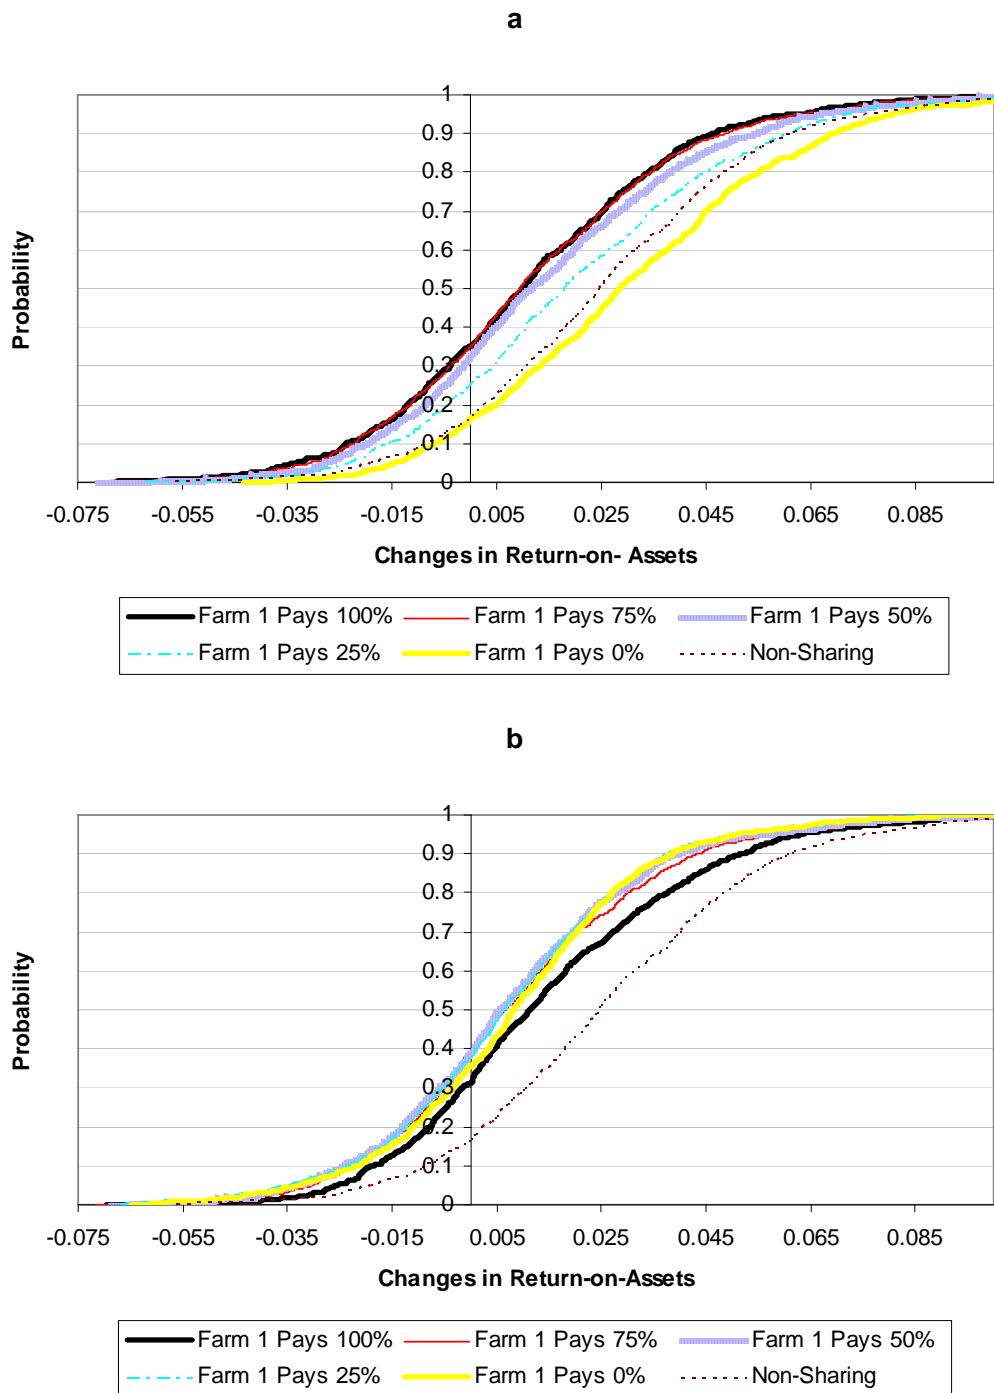 a
1
0.9
0.8
0.7
0.6
0.5
0.4
0.3
0.2
0.1
0
Probability
-0.075 -0.055 -0.035 -0.015 0.005 0.025 0.045 0.065 0.085
Changes in Return-on- Assets
Farm 1 Pays 100% Farm 1 Pays 75% Farm 1 Pays 50%
Farm 1 Pays 25% Farm 1 Pays 0% Non-Sharing
b
1
0.9
0.8
0.7
0.6
0.5
0.4
0.3
0.2
0.1
0
Probability
-0.075 -0.055 -0.035 -0.015 0.005 0.025 0.045 0.065 0.085
Changes in Return-on-Assets
Farm 1 Pays 100% Farm 1 Pays 75% Farm 1 Pays 50%
Farm 1 Pays 25% Farm 1 Pays 0% Non-Sharing